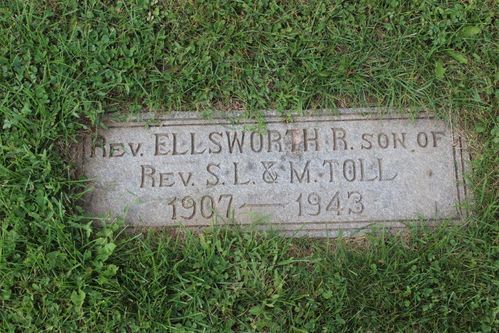 REV. ELLSWORTH R. SON OF
REV. S. L. & M. TOLL
1907 — 1943